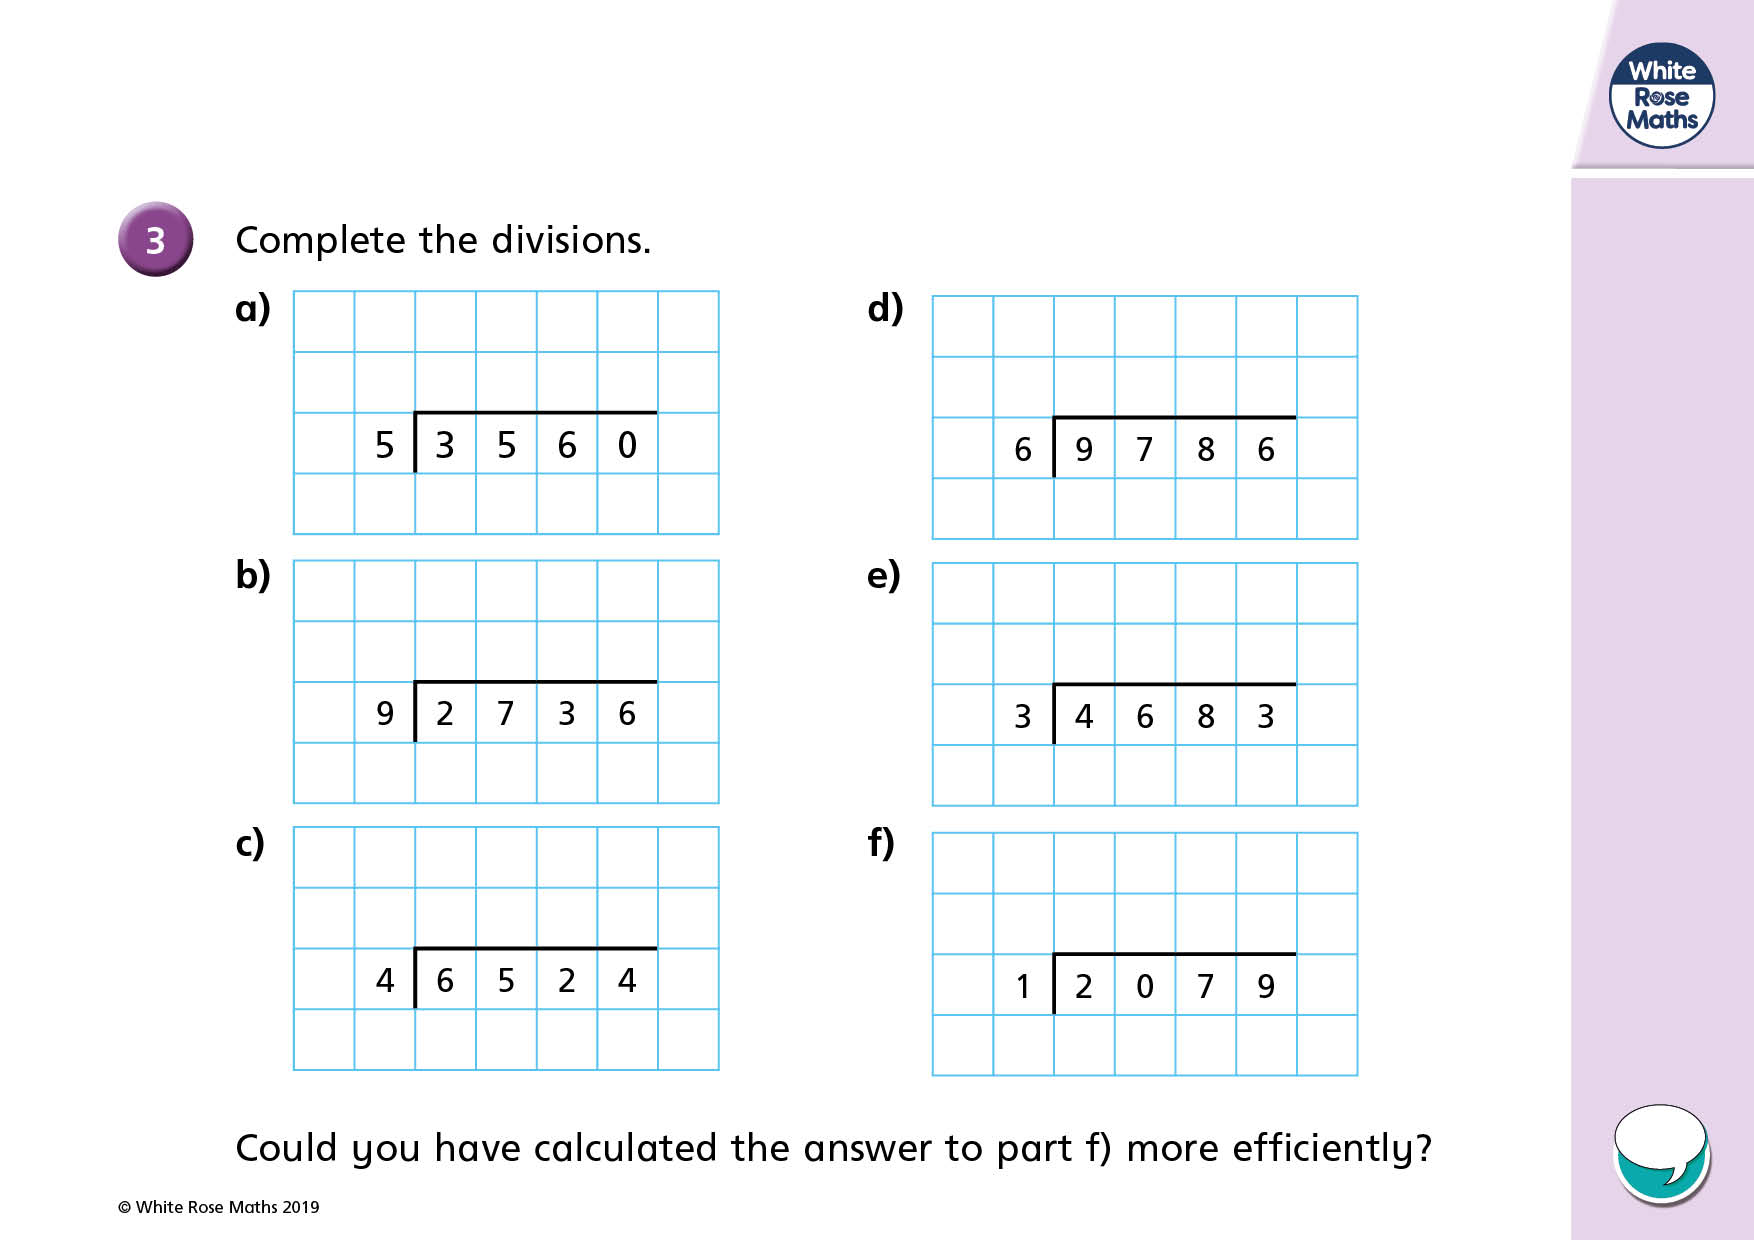 White
Rose
Maths
3 Complete the divisions.
a)
5 3 5 6 0
b)
9 2 7 3 6
c)
4 6 5 2 4
d)
6 9 7 8 6
e)
3 4 6 8 3
f)
1 2 0 7 9
Could you have calculated the answer to part f) more efficiently?
© White Rose Maths 2019